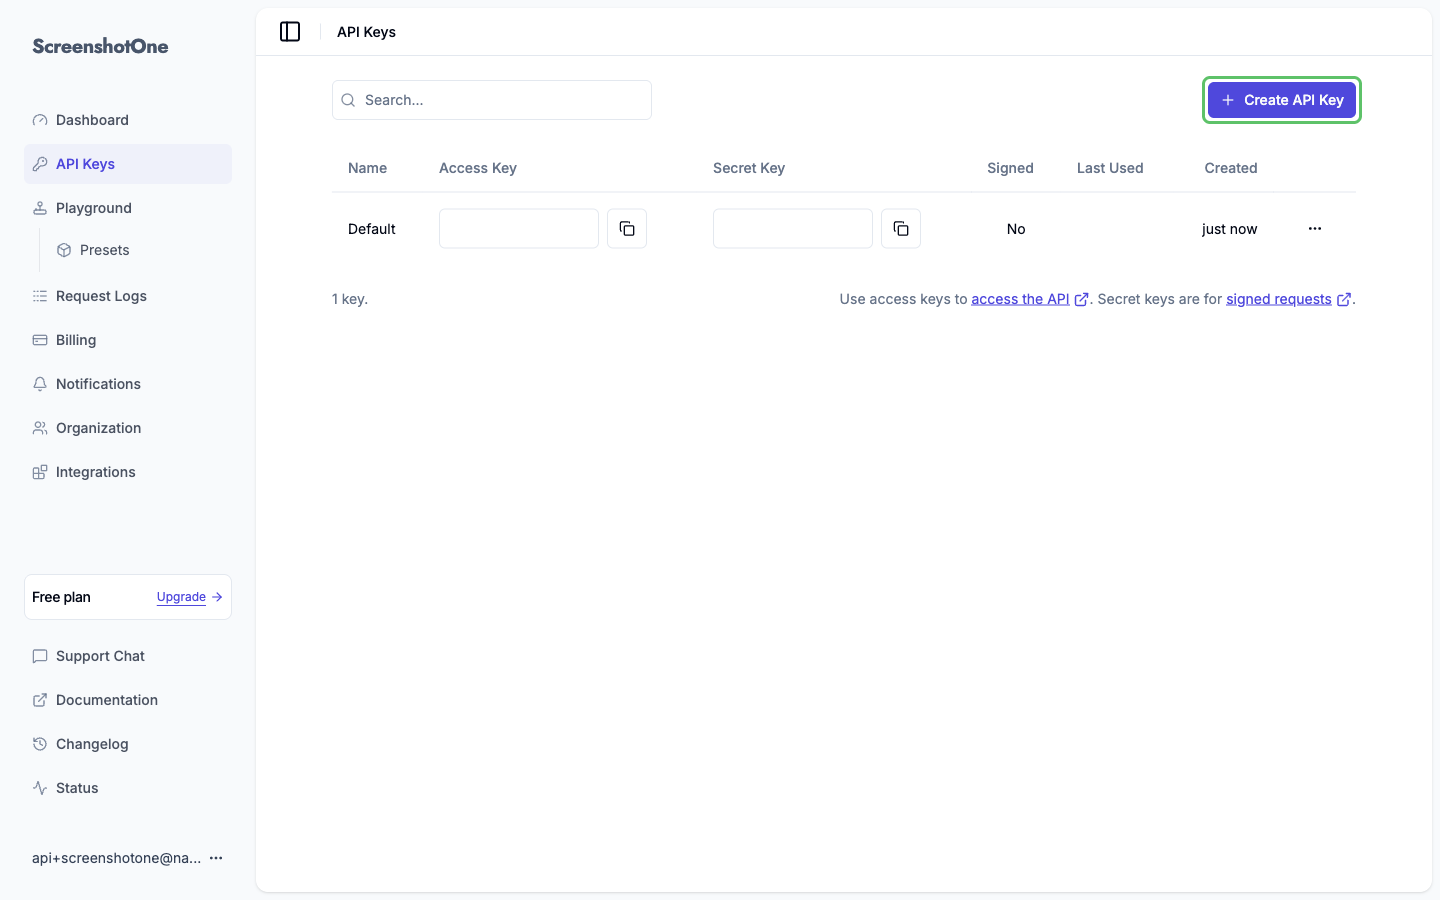 ScreenshotOne
Dashboard
API Keys
Playground
Presets
Request Logs
Billing
Notifications
Organization
Integrations
Free plan
Upgrade
Support Chat
Documentation
Changelog
Status
api+screenshotone@na...
API Keys
Search...
Create API Key
Name Access Key Secret Key Signed Last Used Created
Default No just now
1 key.
Use access keys to access the API. Secret keys are for signed requests.